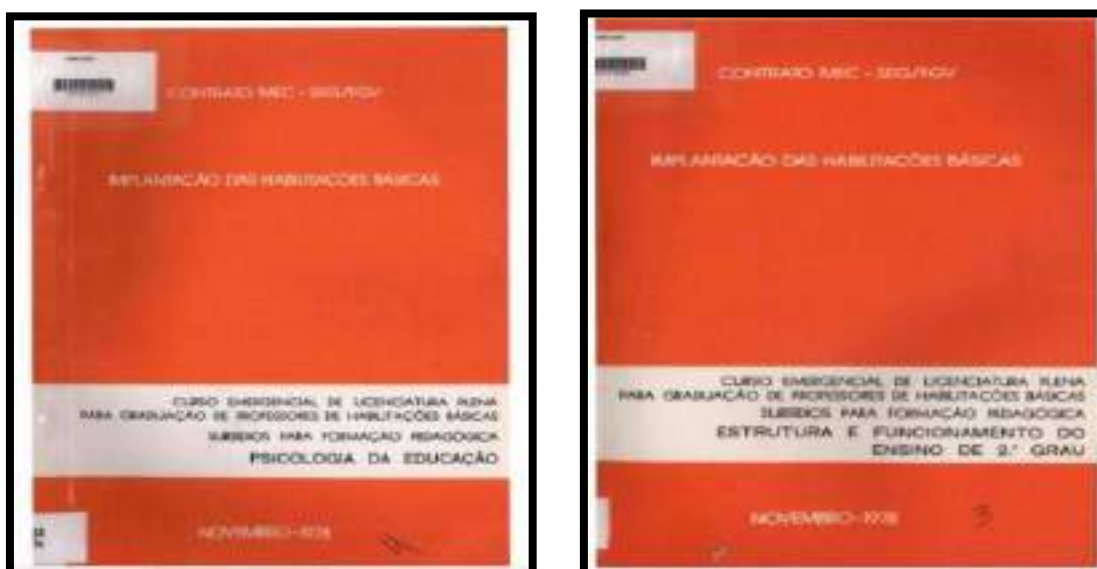 CONTRATO MEC - SEG/FGV
IMPLANTAÇÃO DAS HABILITAÇÕES BÁSICAS
CURSO EMERGENCIAL DE LICENCIATURA PLENA
PARA GRADUAÇÃO DE PROFESSORES DE HABILITAÇÕES BÁSICAS
SUBSÍDIOS PARA FORMAÇÃO PEDAGÓGICA
PSICOLOGIA DA EDUCAÇÃO
NOVEMBRO-1978
CONTRATO MEC - SEG/FGV
IMPLANTAÇÃO DAS HABILITAÇÕES BÁSICAS
CURSO EMERGENCIAL DE LICENCIATURA PLENA
PARA GRADUAÇÃO DE PROFESSORES DE HABILITAÇÕES BÁSICAS
SUBSÍDIOS PARA FORMAÇÃO PEDAGÓGICA
ESTRUTURA E FUNCIONAMENTO DO
ENSINO DE 2.º GRAU
NOVEMBRO-1978
3